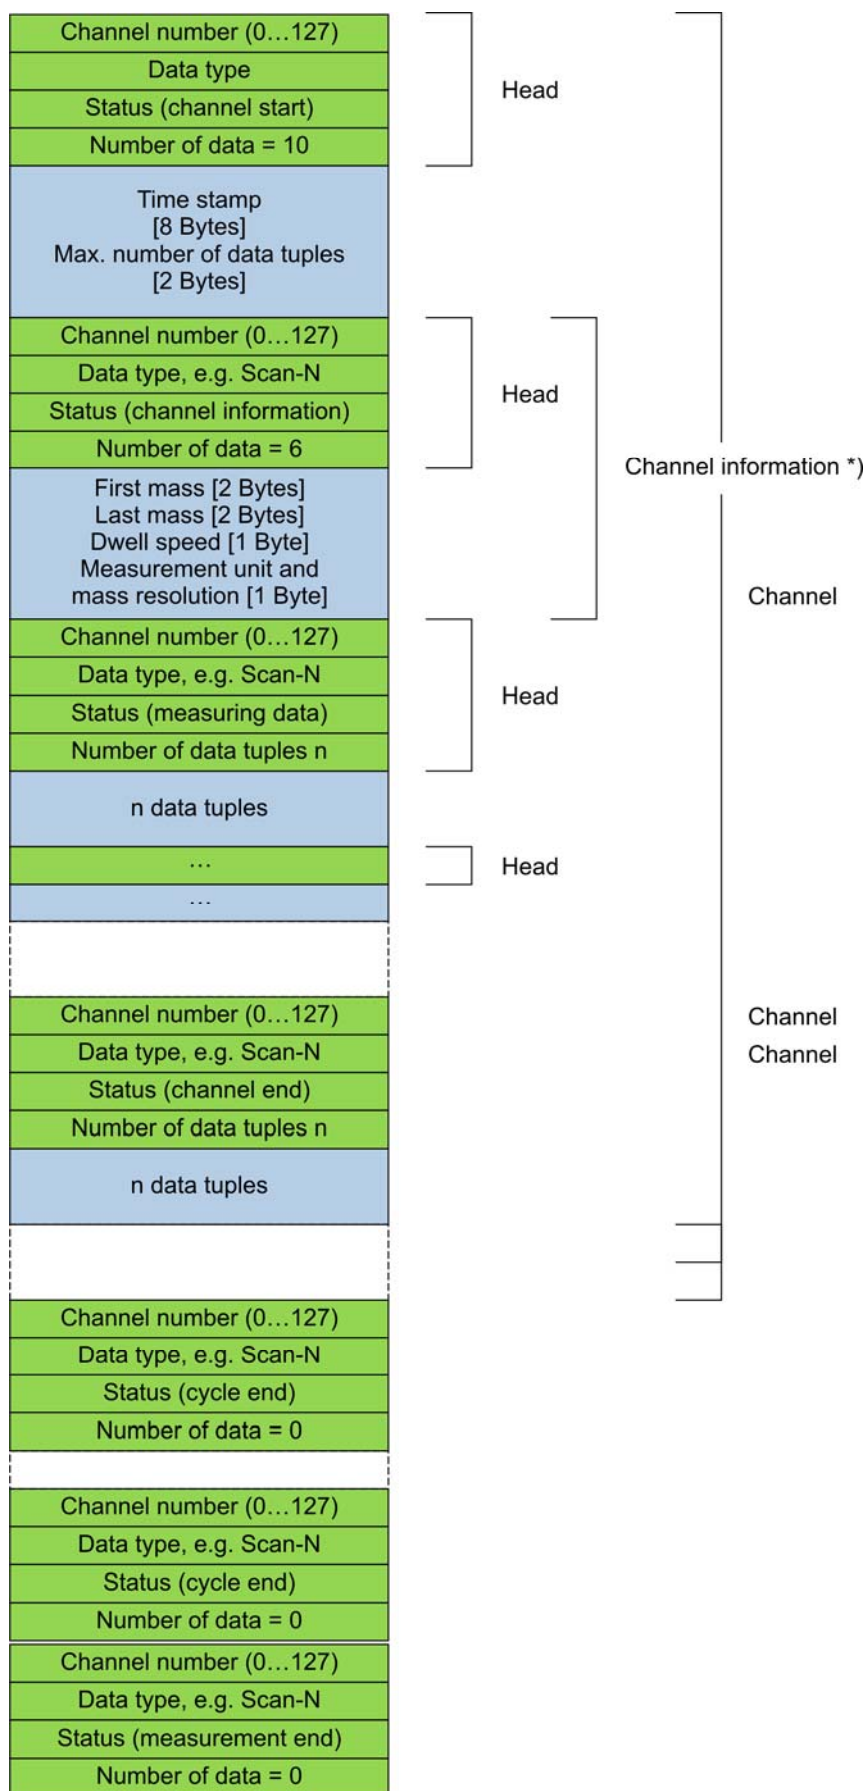 Channel number (0…127)
Data type
Head
Status (channel start)
Number of data = 10
Time stamp
[8 Bytes]
Max. number of data tuples
[2 Bytes]
Channel number (0…127)
Data type, e.g. Scan-N
Head
Status (channel information)
Number of data = 6
Channel information *)
First mass [2 Bytes]
Last mass [2 Bytes]
Dwell speed [1 Byte]
Measurement unit and
mass resolution [1 Byte]
Channel
Channel number (0…127)
Data type, e.g. Scan-N
Head
Status (measuring data)
Number of data tuples n
n data tuples
…
Head
…
Channel number (0…127)
Channel
Data type, e.g. Scan-N
Channel
Status (channel end)
Number of data tuples n
n data tuples
Channel number (0…127)
Data type, e.g. Scan-N
Status (cycle end)
Number of data = 0
Channel number (0…127)
Data type, e.g. Scan-N
Status (cycle end)
Number of data = 0
Channel number (0…127)
Data type, e.g. Scan-N
Status (measurement end)
Number of data = 0